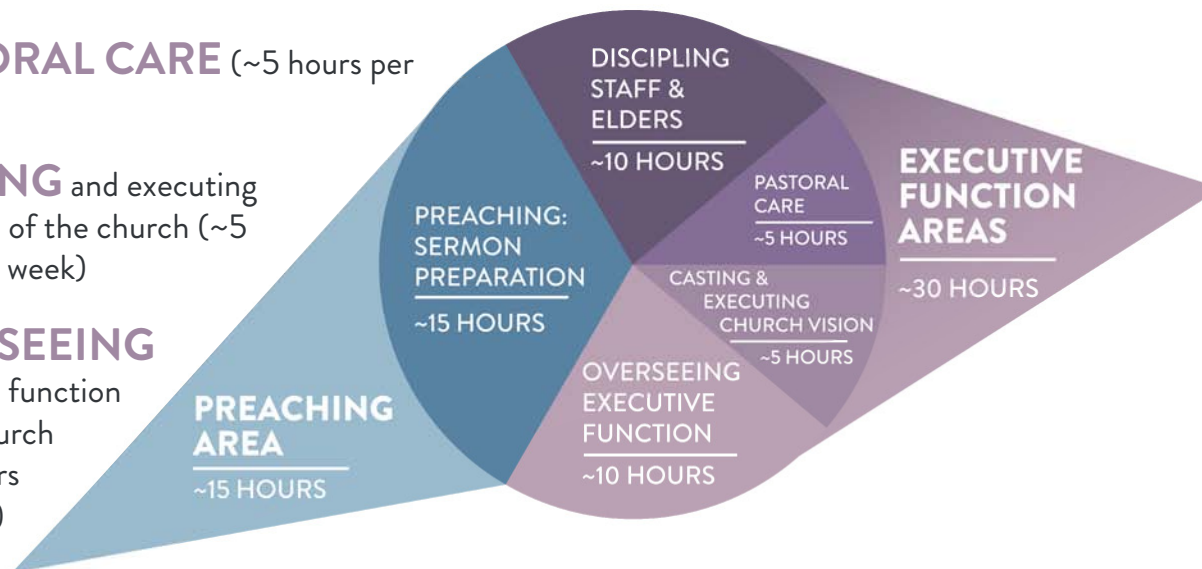 ORAL CARE (~5 hours per
NG and executing
of the church (~5
week)
SEEING
function
urch
rs
)
PREACHING
AREA
~15 HOURS
PREACHING:
SERMON
PREPARATION
~15 HOURS
DISCIPLING
STAFF &
ELDERS
~10 HOURS
PASTORAL
CARE
~5 HOURS
CASTING &
EXECUTING
CHURCH VISION
~5 HOURS
OVERSEEING
EXECUTIVE
FUNCTION
~10 HOURS
EXECUTIVE
FUNCTION
AREAS
~30 HOURS